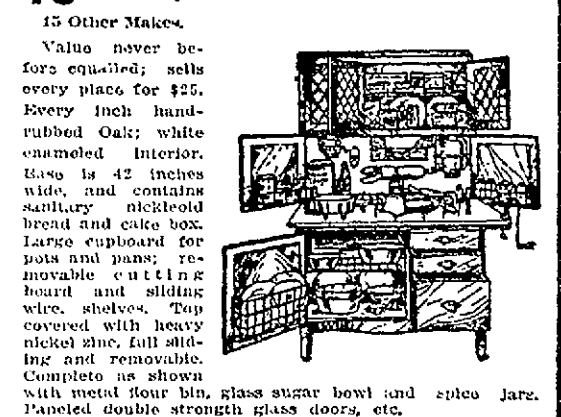 15 Other Makes.
Value never be-
fore equalled; sells
every place for $25.
Every inch hand-
rubbed Oak; white
enameled interior.
Base is 42 inches
wide, and contains
sanitary nickleoid
bread and cake box.
Large cupboard for
pots and pans; re-
movable cutting
board and sliding
wire shelves. Top
covered with heavy
nickel zinc, full slid-
ing and removable.
Complete as shown
with metal flour bin, glass sugar bowl and spice jars.
Paneled double strength glass doors, etc.